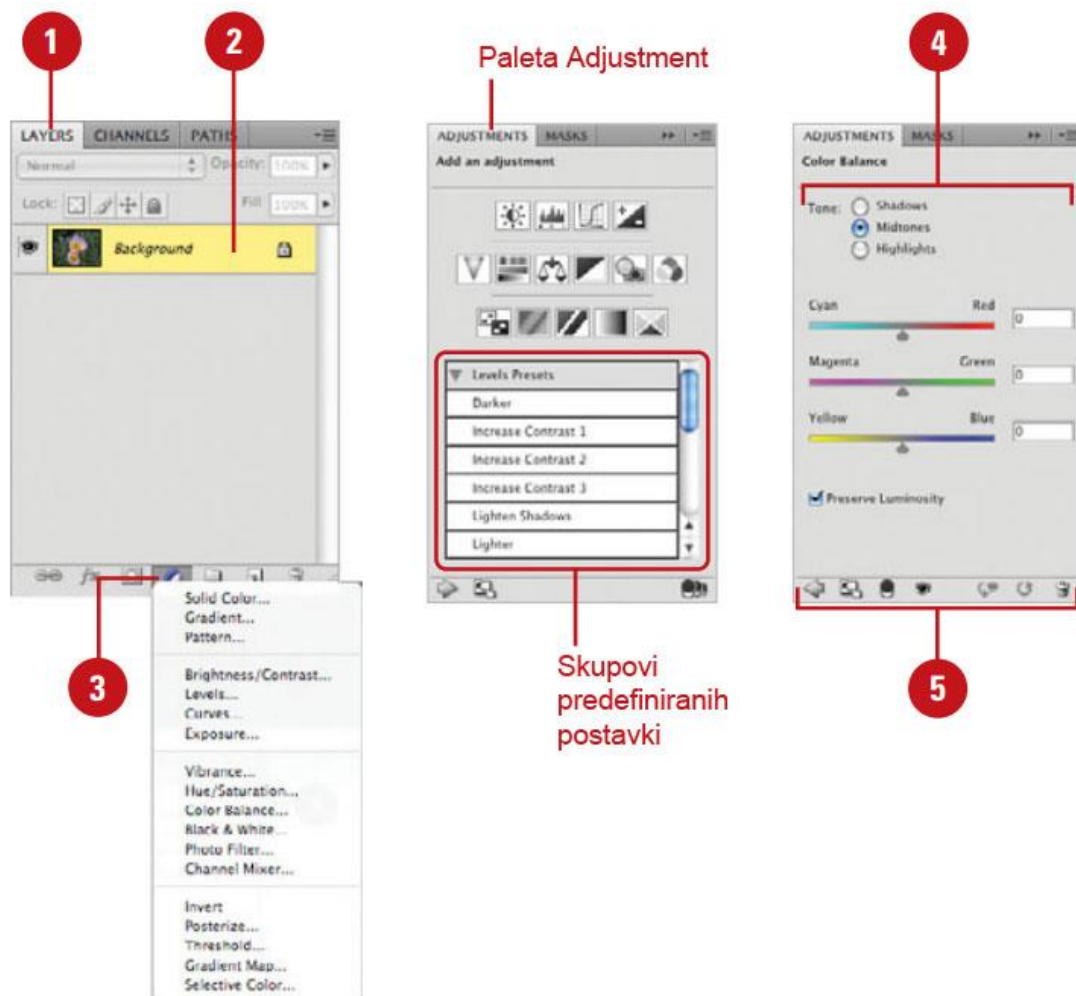 1
2
LAYERS CHANNELS PATHS
Normal Opacity: 100%
Lock: Fill 100%
Background
3
Solid Color...
Gradient...
Pattern...
Brightness/Contrast...
Levels...
Curves...
Exposure...
Vibrance...
Hue/Saturation...
Color Balance...
Black & White...
Photo Filter...
Channel Mixer...
Invert
Posterize...
Threshold...
Gradient Map...
Selective Color...
Paleta Adjustment
ADJUSTMENTS MASKS
Add an adjustment
Levels Presets
Darker
Increase Contrast 1
Increase Contrast 2
Increase Contrast 3
Lighten Shadows
Lighter
Skupovi
predefiniranih
postavki
4
ADJUSTMENTS MASKS
Color Balance
Tone: Shadows
Midtones
Highlights
Cyan Red 0
Magenta Green 0
Yellow Blue 0
Preserve Luminosity
5